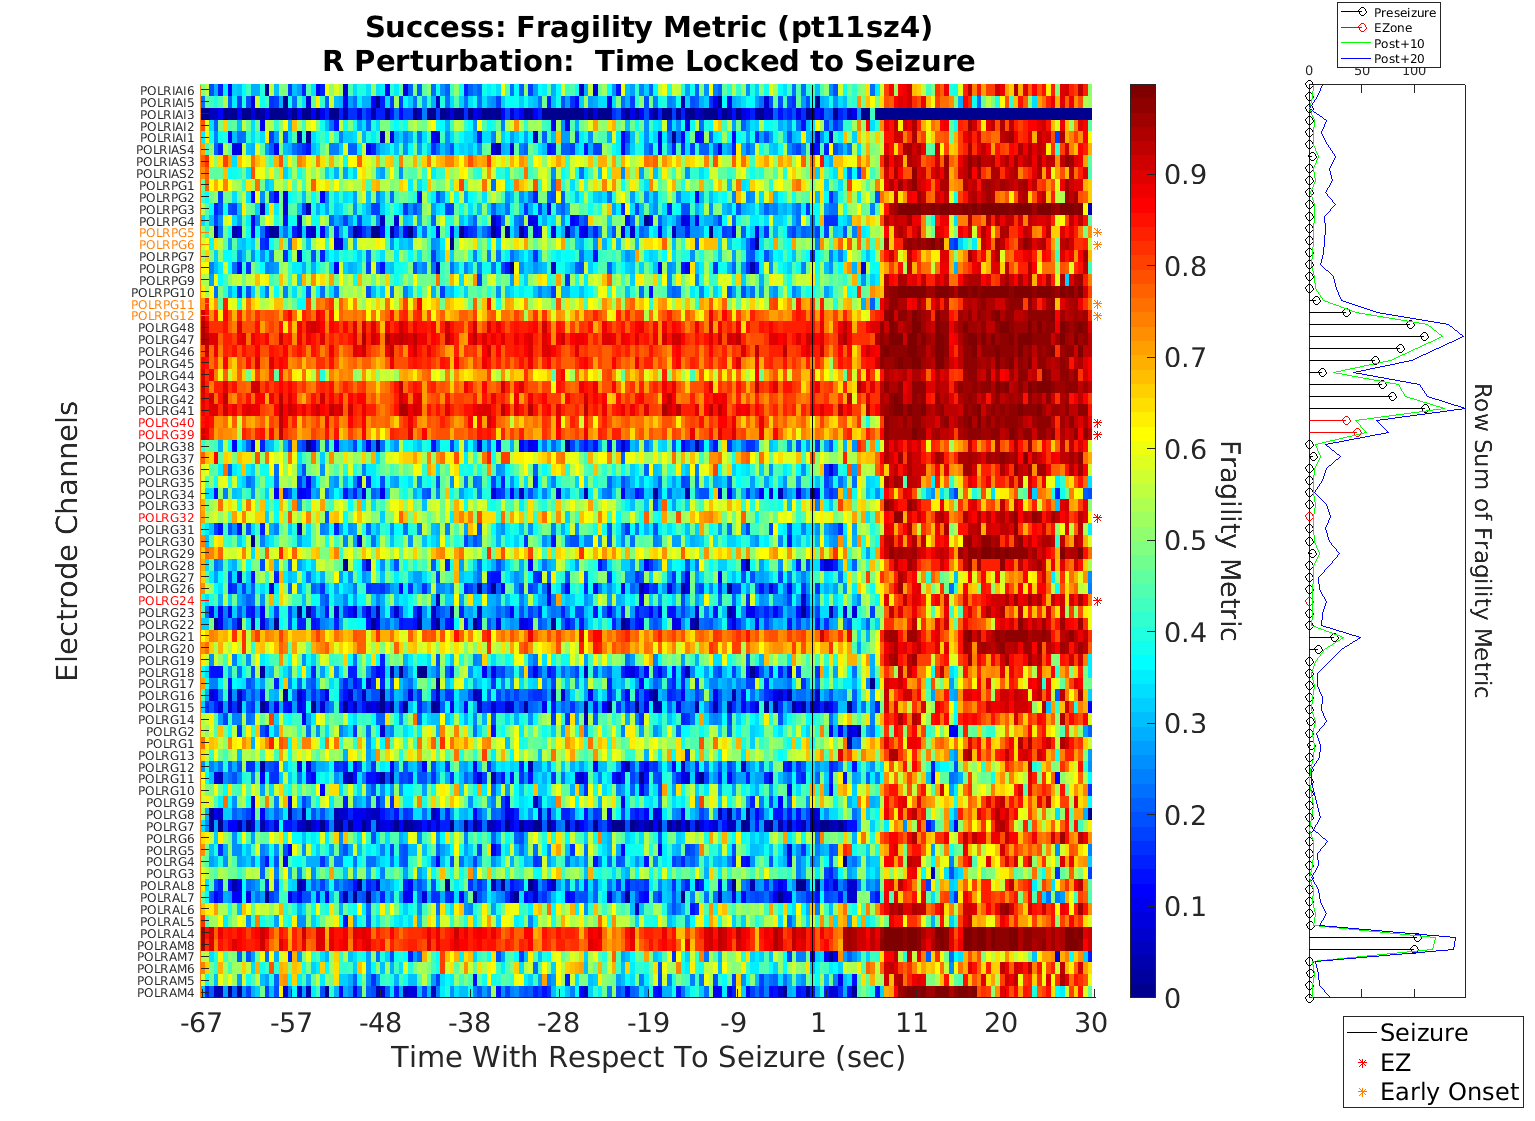 Success: Fragility Metric (pt11sz4)
R Perturbation:  Time Locked to Seizure
Preseizure
EZone
Post+10
Post+20
0 50 100
POLRIAI6
POLRIAI5
POLRIAI3
POLRIAI2
POLRIAI1
POLRIAS4
POLRIAS3
POLRIAS2
POLRPG1
POLRPG2
POLRPG3
POLRPG4
POLRPG5
POLRPG6
POLRPG7
POLRGP8
POLRPG9
POLRPG10
POLRPG11
POLRPG12
POLRG48
POLRG47
POLRG46
POLRG45
POLRG44
POLRG43
POLRG42
POLRG41
POLRG40
POLRG39
POLRG38
POLRG37
POLRG36
POLRG35
POLRG34
POLRG33
POLRG32
POLRG31
POLRG30
POLRG29
POLRG28
POLRG27
POLRG26
POLRG24
POLRG23
POLRG22
POLRG21
POLRG20
POLRG19
POLRG18
POLRG17
POLRG16
POLRG15
POLRG14
POLRG2
POLRG1
POLRG13
POLRG12
POLRG11
POLRG10
POLRG9
POLRG8
POLRG7
POLRG6
POLRG5
POLRG4
POLRG3
POLRAL8
POLRAL7
POLRAL6
POLRAL5
POLRAL4
POLRAM8
POLRAM7
POLRAM6
POLRAM5
POLRAM4
Electrode Channels
-67 -57 -48 -38 -28 -19 -9 1 11 20 30
Time With Respect To Seizure (sec)
0.9
0.8
0.7
0.6
0.5
0.4
0.3
0.2
0.1
0
Fragility Metric
Row Sum of Fragility Metric
Seizure
EZ
Early Onset